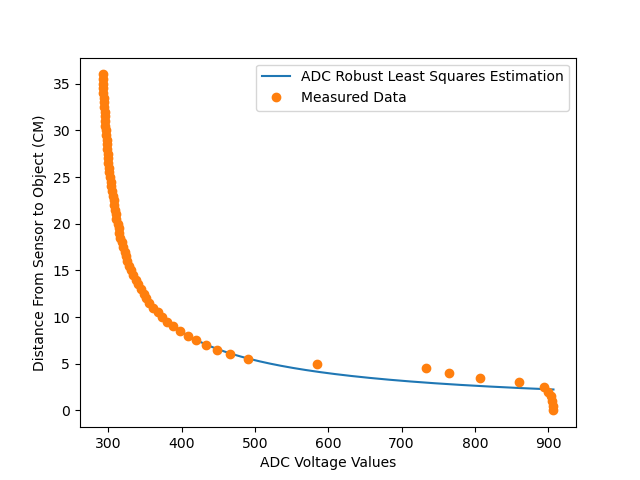 ADC Robust Least Squares Estimation
Measured Data
35
30
25
20
15
10
5
0
Distance From Sensor to Object (CM)
300 400 500 600 700 800 900
ADC Voltage Values